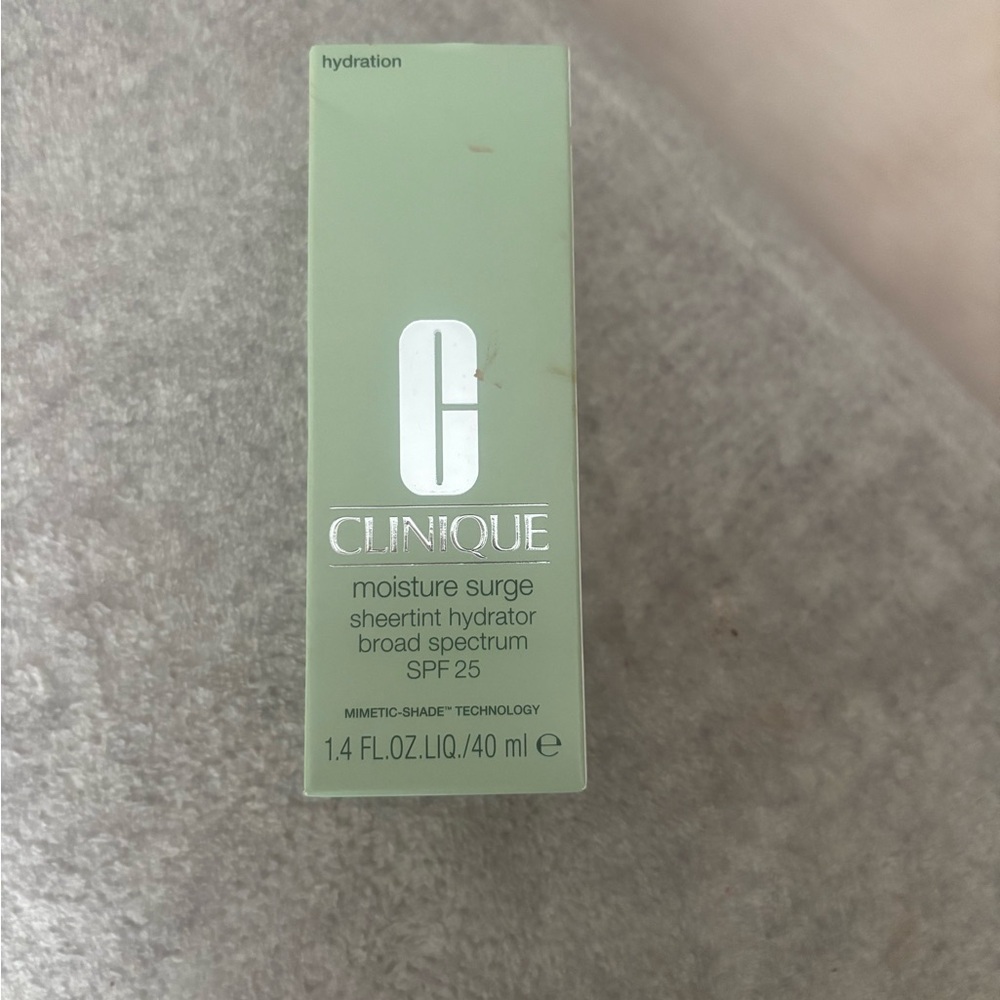 hydration
C
CLINIQUE
moisture surge
sheertint hydrator
broad spectrum
SPF 25
MIMETIC-SHADE™ TECHNOLOGY
1.4 FL.OZ.LIQ./40 ml ℮